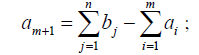 a_{m+1} = \sum_{j=1}^{n} b_j - \sum_{i=1}^{m} a_i ;